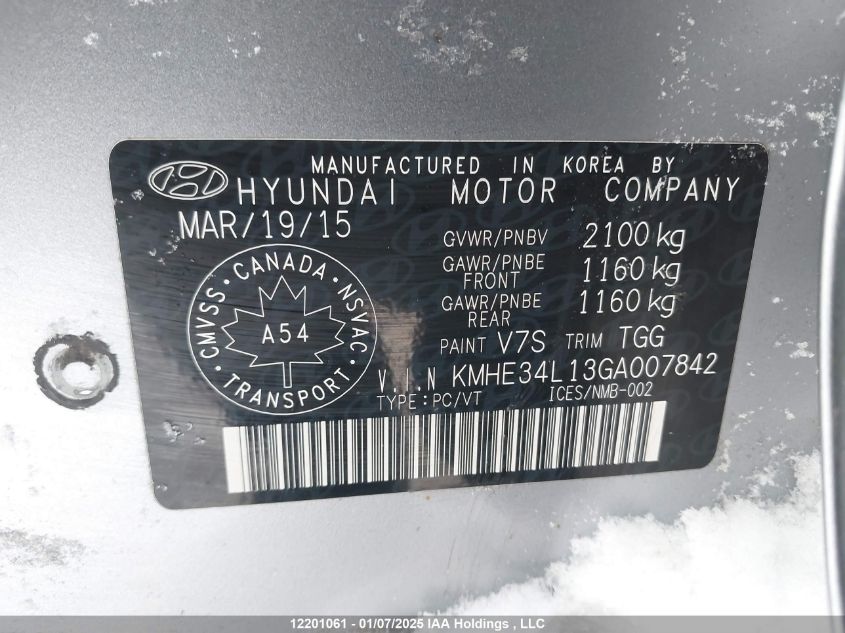 MANUFACTURED IN KOREA BY
HYUNDAI MOTOR COMPANY
MAR/19/15
GVWR/PNBV 2100 kg
GAWR/PNBE FRONT 1160 kg
GAWR/PNBE REAR 1160 kg
PAINT V7S TRIM TGG
V.I.N KMHE34L13GA007842
TYPE:PC/VT ICES/NMB-002
CMVSS · CANADA · NSVAC
A54
· TRANSPORT ·
12201061 - 01/07/2025 IAA Holdings , LLC